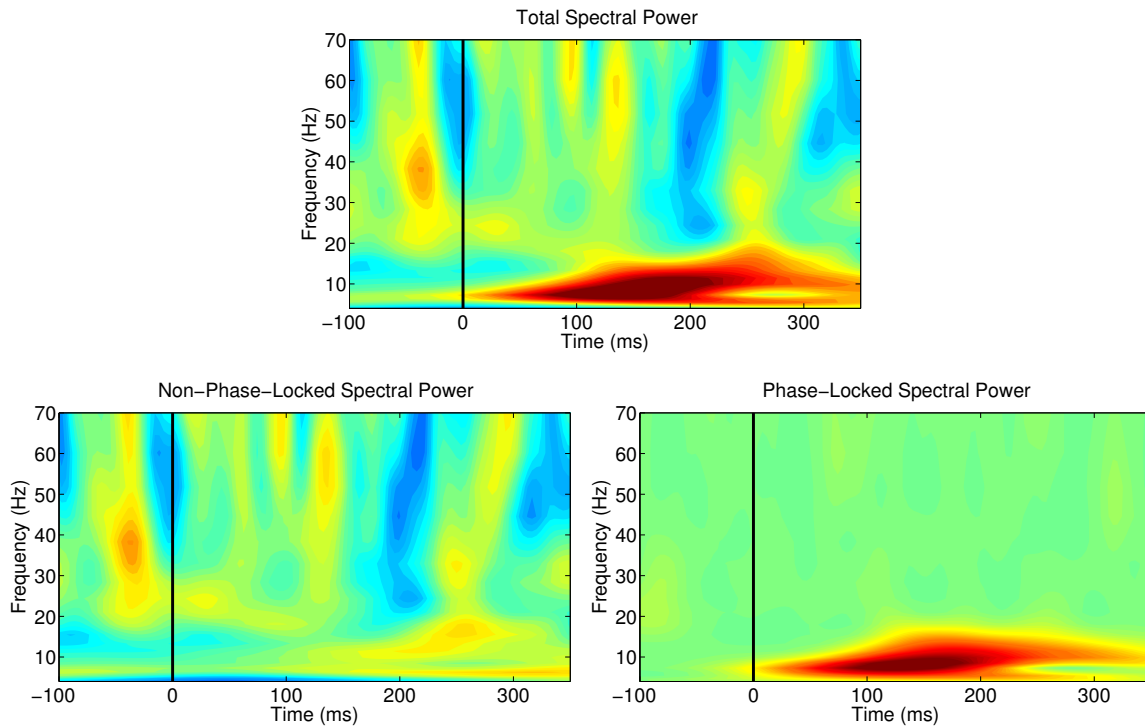 Total Spectral Power
70
60
50
40
30
20
10
Frequency (Hz)
−100 0 100 200 300
Time (ms)
Non−Phase−Locked Spectral Power
70
60
50
40
30
20
10
Frequency (Hz)
−100 0 100 200 300
Time (ms)
Phase−Locked Spectral Power
70
60
50
40
30
20
10
Frequency (Hz)
−100 0 100 200 300
Time (ms)